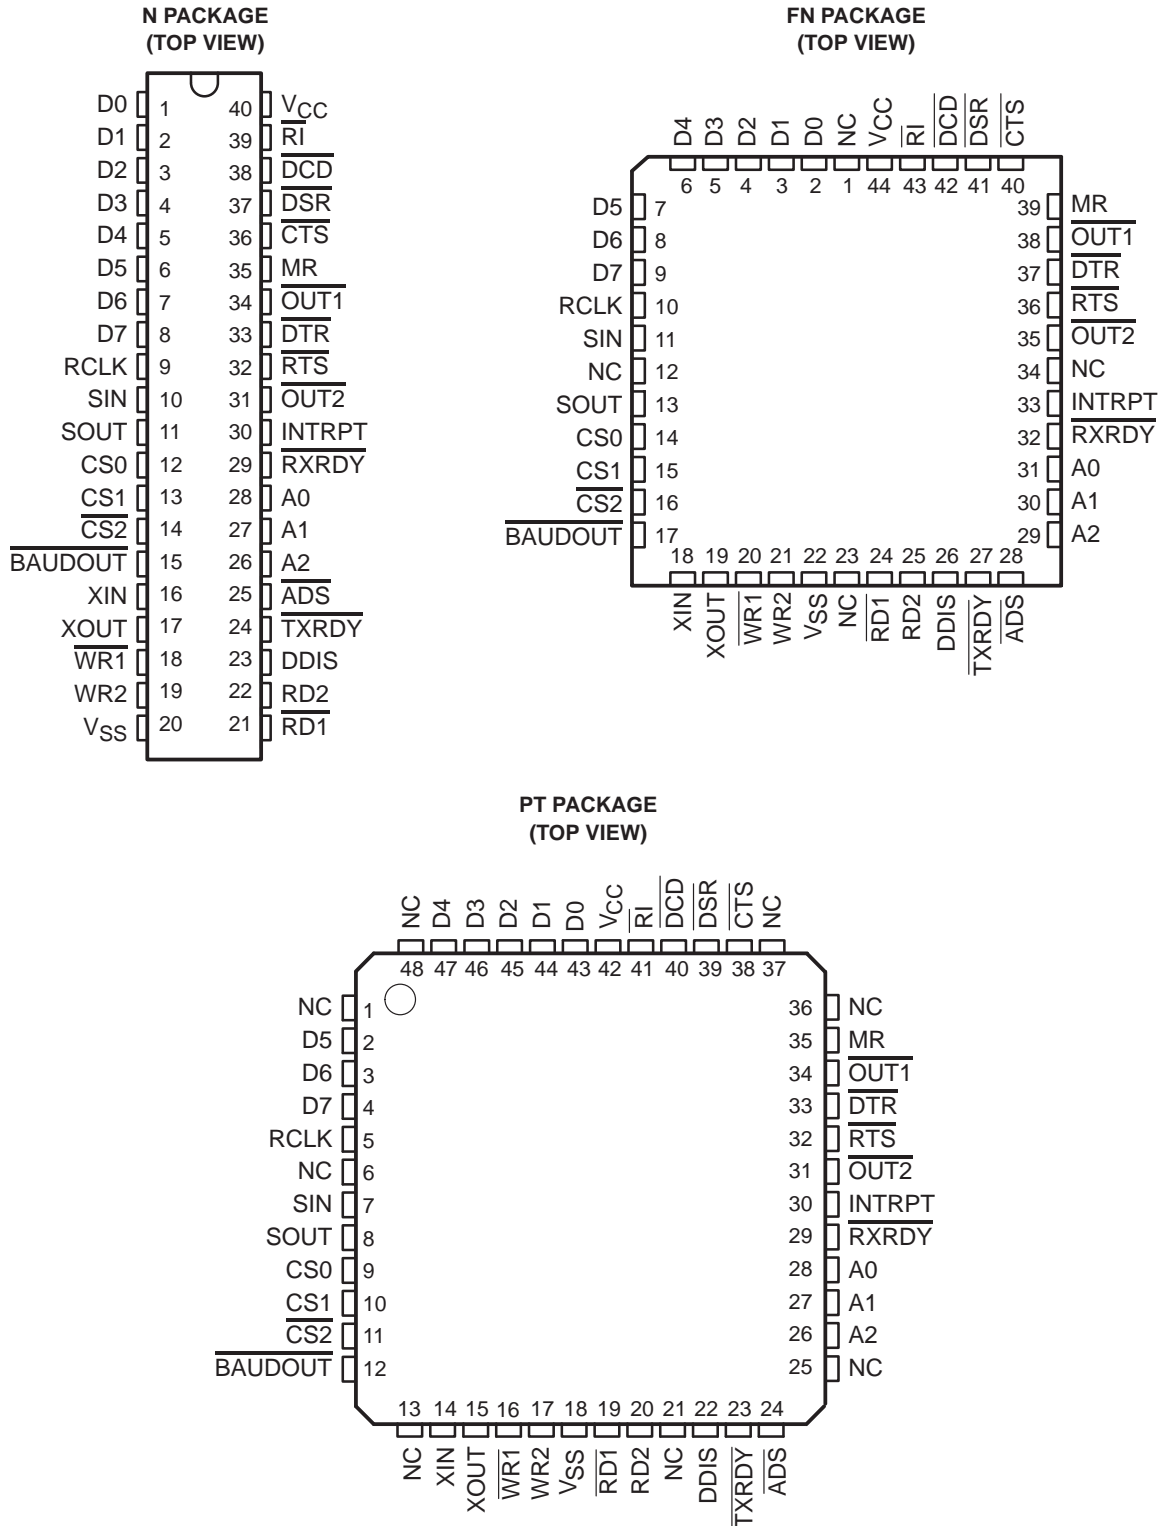 N PACKAGE
(TOP VIEW)
D0 1 40 VCC
D1 2 39 RI
D2 3 38 DCD
D3 4 37 DSR
D4 5 36 CTS
D5 6 35 MR
D6 7 34 OUT1
D7 8 33 DTR
RCLK 9 32 RTS
SIN 10 31 OUT2
SOUT 11 30 INTRPT
CS0 12 29 RXRDY
CS1 13 28 A0
CS2 14 27 A1
BAUDOUT 15 26 A2
XIN 16 25 ADS
XOUT 17 24 TXRDY
WR1 18 23 DDIS
WR2 19 22 RD2
VSS 20 21 RD1
FN PACKAGE
(TOP VIEW)
D4 D3 D2 D1 D0 NC VCC RI DCD DSR CTS
6 5 4 3 2 1 44 43 42 41 40
D5 7 39 MR
D6 8 38 OUT1
D7 9 37 DTR
RCLK 10 36 RTS
SIN 11 35 OUT2
NC 12 34 NC
SOUT 13 33 INTRPT
CS0 14 32 RXRDY
CS1 15 31 A0
CS2 16 30 A1
BAUDOUT 17 29 A2
18 19 20 21 22 23 24 25 26 27 28
XIN XOUT WR1 WR2 VSS NC RD1 RD2 DDIS TXRDY ADS
PT PACKAGE
(TOP VIEW)
NC D4 D3 D2 D1 D0 VCC RI DCD DSR CTS NC
48 47 46 45 44 43 42 41 40 39 38 37
NC 1 36 NC
D5 2 35 MR
D6 3 34 OUT1
D7 4 33 DTR
RCLK 5 32 RTS
NC 6 31 OUT2
SIN 7 30 INTRPT
SOUT 8 29 RXRDY
CS0 9 28 A0
CS1 10 27 A1
CS2 11 26 A2
BAUDOUT 12 25 NC
13 14 15 16 17 18 19 20 21 22 23 24
NC XIN XOUT WR1 WR2 VSS RD1 RD2 NC DDIS TXRDY ADS